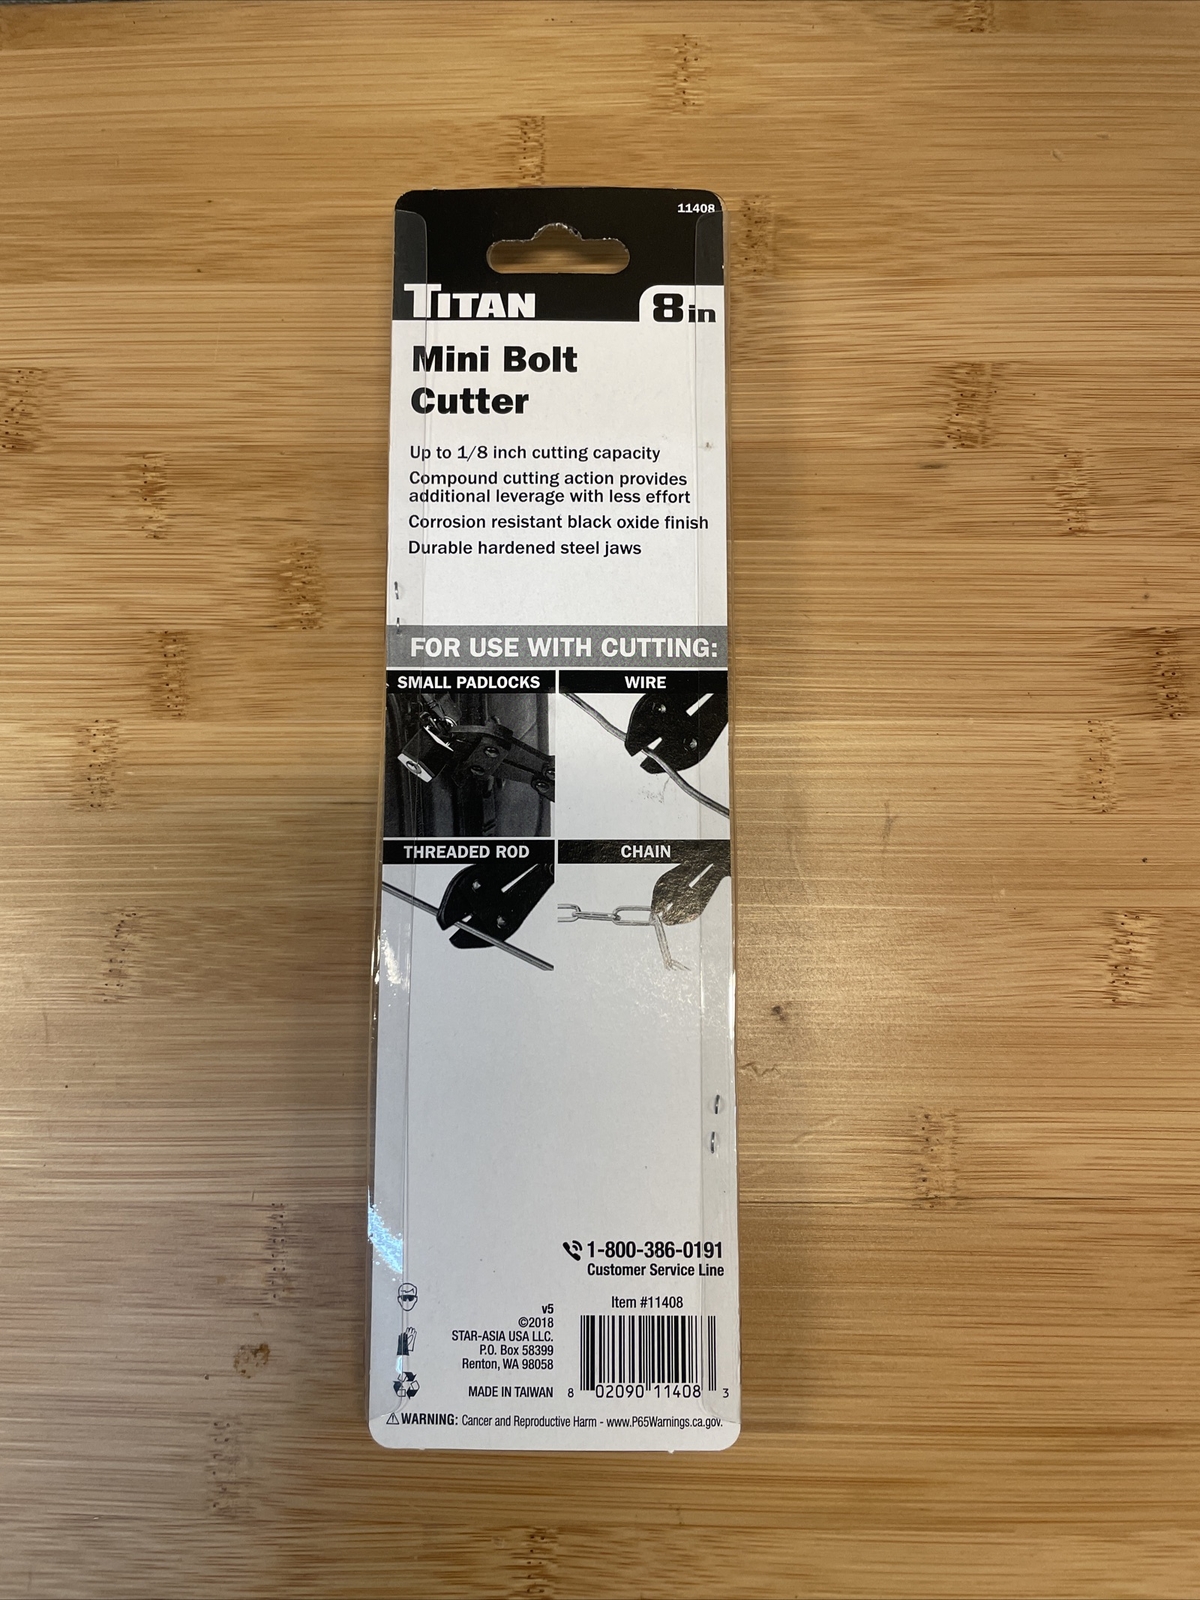 11408
TITAN
8in
Mini Bolt
Cutter
Up to 1/8 inch cutting capacity
Compound cutting action provides
additional leverage with less effort
Corrosion resistant black oxide finish
Durable hardened steel jaws
FOR USE WITH CUTTING:
SMALL PADLOCKS
WIRE
THREADED ROD
CHAIN
1-800-386-0191
Customer Service Line
Item #11408
v5
©2018
STAR-ASIA USA LLC.
P.O. Box 58399
Renton, WA 98058
MADE IN TAIWAN
8 02090 11408 3
WARNING: Cancer and Reproductive Harm - www.P65Warnings.ca.gov.